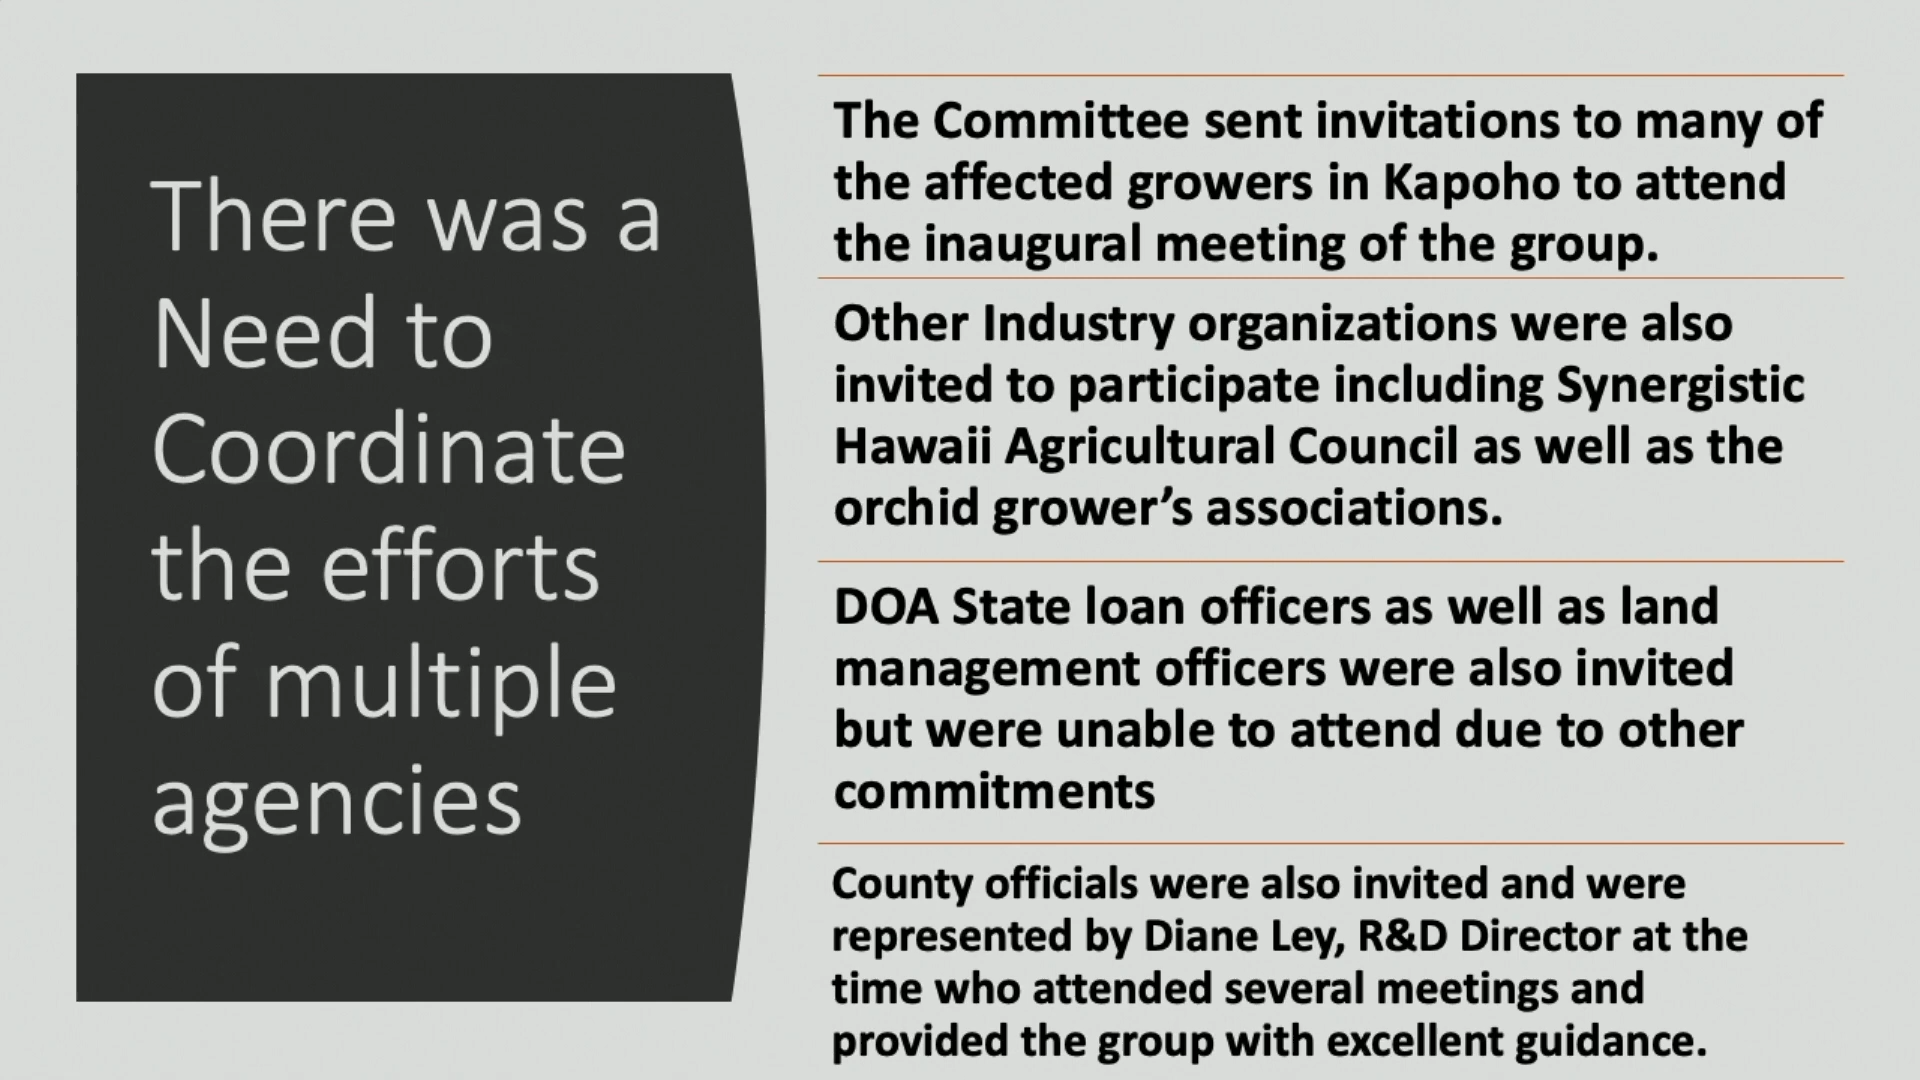 There was a
Need to
Coordinate
the efforts
of multiple
agencies
The Committee sent invitations to many of
the affected growers in Kapoho to attend
the inaugural meeting of the group.
Other Industry organizations were also
invited to participate including Synergistic
Hawaii Agricultural Council as well as the
orchid grower’s associations.
DOA State loan officers as well as land
management officers were also invited
but were unable to attend due to other
commitments
County officials were also invited and were
represented by Diane Ley, R&D Director at the
time who attended several meetings and
provided the group with excellent guidance.